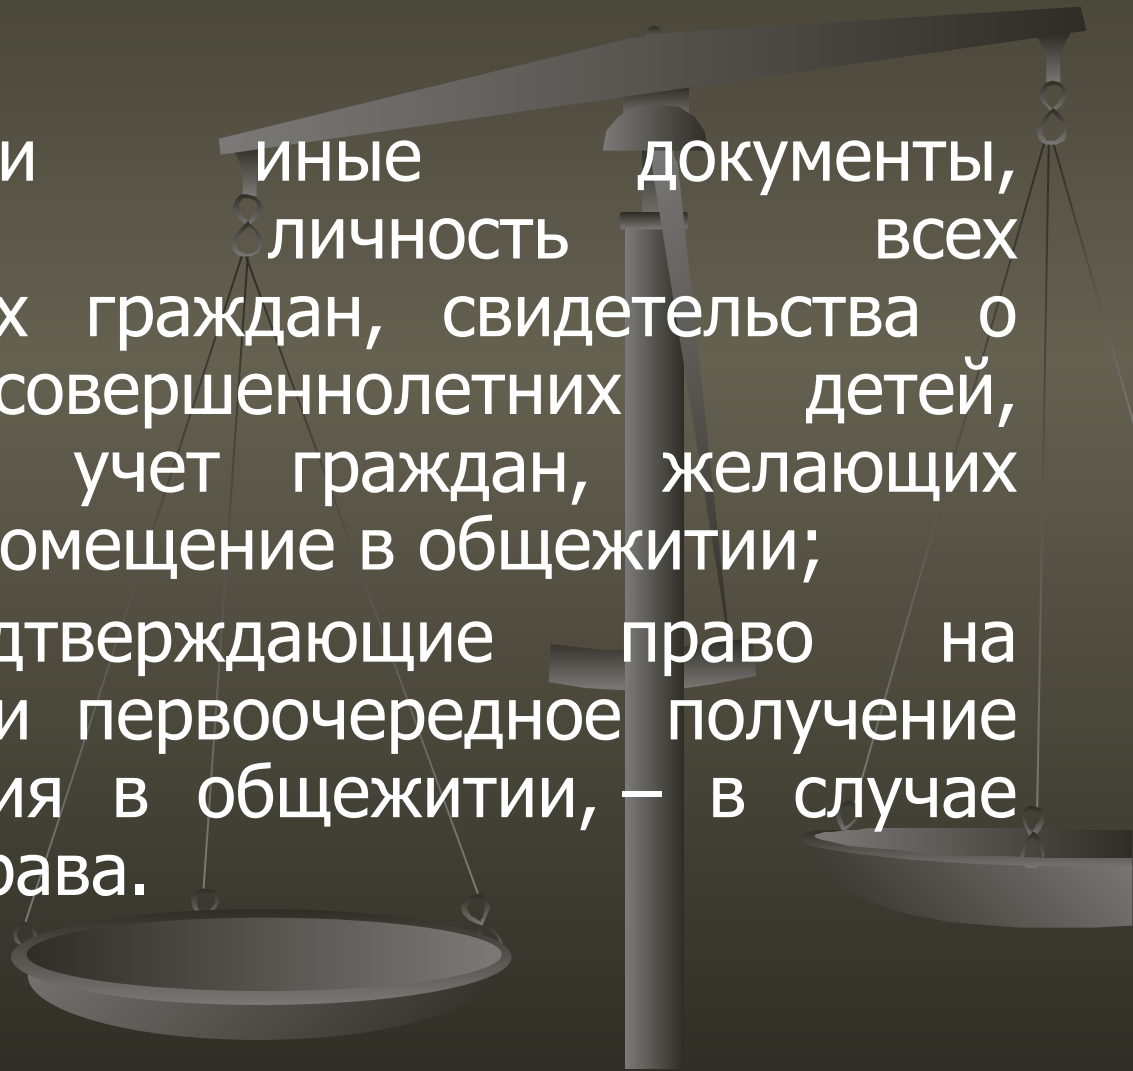 и иные документы,
личность всех
х граждан, свидетельства о
совершеннолетних детей,
учет граждан, желающих
омещение в общежитии;
дтверждающие право на
и первоочередное получение
ия в общежитии, – в случае
рава.